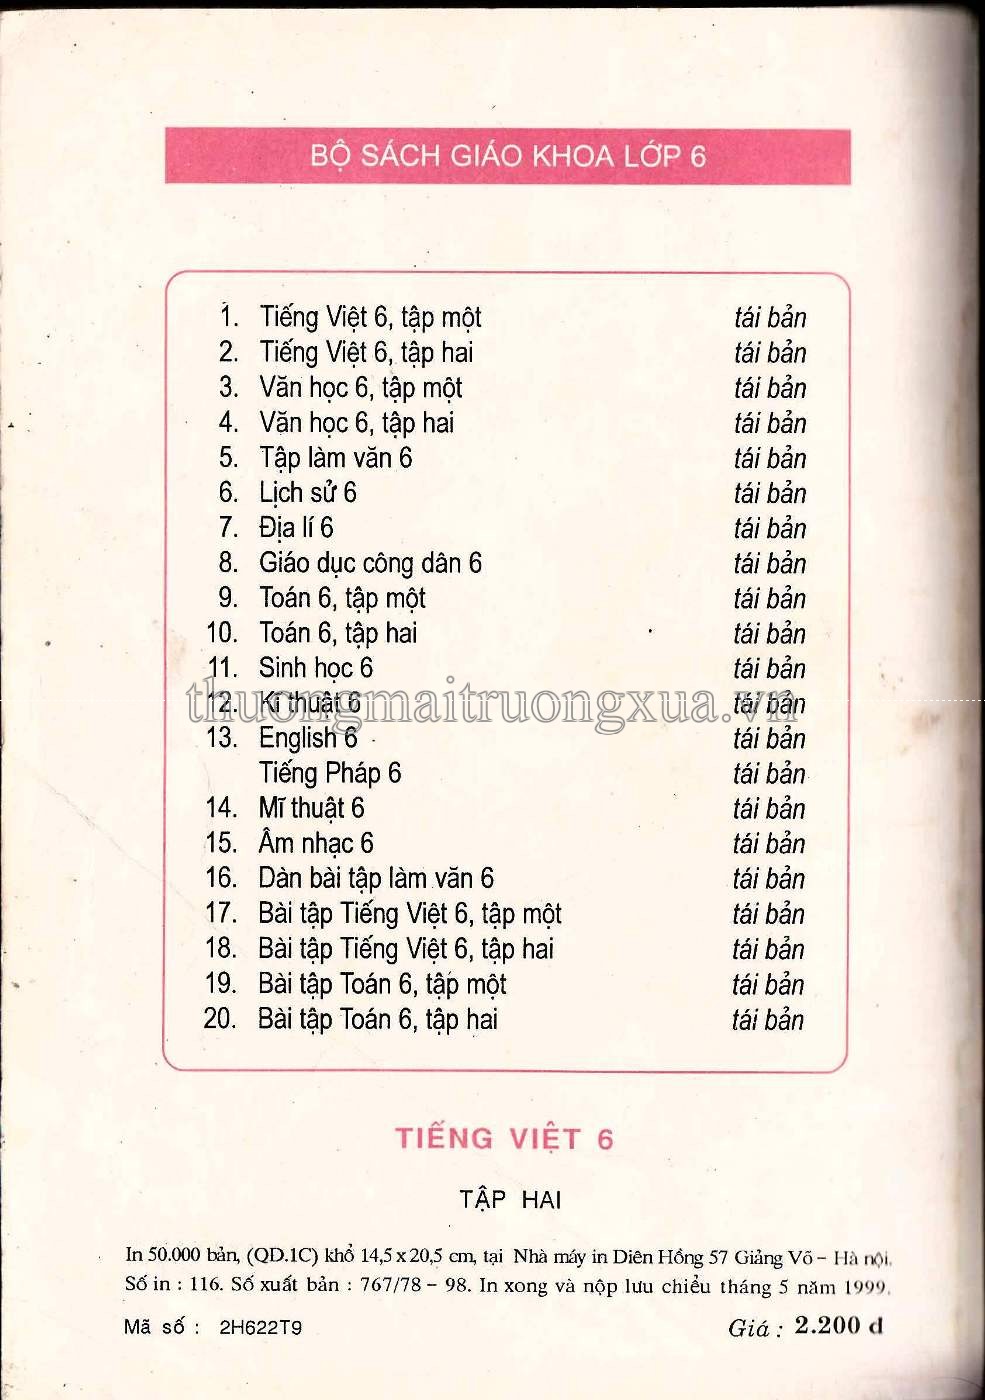 BỘ SÁCH GIÁO KHOA LỚP 6
1. Tiếng Việt 6, tập một tái bản
2. Tiếng Việt 6, tập hai tái bản
3. Văn học 6, tập một tái bản
4. Văn học 6, tập hai tái bản
5. Tập làm văn 6 tái bản
6. Lịch sử 6 tái bản
7. Địa lí 6 tái bản
8. Giáo dục công dân 6 tái bản
9. Toán 6, tập một tái bản
10. Toán 6, tập hai tái bản
11. Sinh học 6 tái bản
12. Kĩ thuật 6 tái bản
thuongmaitruongxua.vn
13. English 6 tái bản
Tiếng Pháp 6 tái bản
14. Mĩ thuật 6 tái bản
15. Âm nhạc 6 tái bản
16. Dàn bài tập làm văn 6 tái bản
17. Bài tập Tiếng Việt 6, tập một tái bản
18. Bài tập Tiếng Việt 6, tập hai tái bản
19. Bài tập Toán 6, tập một tái bản
20. Bài tập Toán 6, tập hai tái bản
TIẾNG VIỆT 6
TẬP HAI
In 50.000 bản, (QD.1C) khổ 14,5 x 20,5 cm, tại Nhà máy in Diên Hồng 57 Giảng Võ – Hà nội.
Số in : 116. Số xuất bản : 767/78 – 98. In xong và nộp lưu chiểu tháng 5 năm 1999.
Mã số : 2H622T9 Giá : 2.200 đ